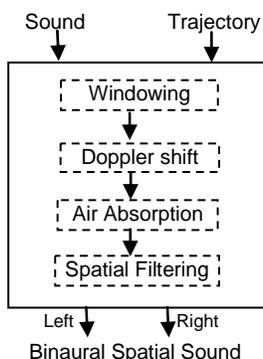 Sound Trajectory
Windowing
Doppler shift
Air Absorption
Spatial Filtering
Left Right
Binaural Spatial Sound